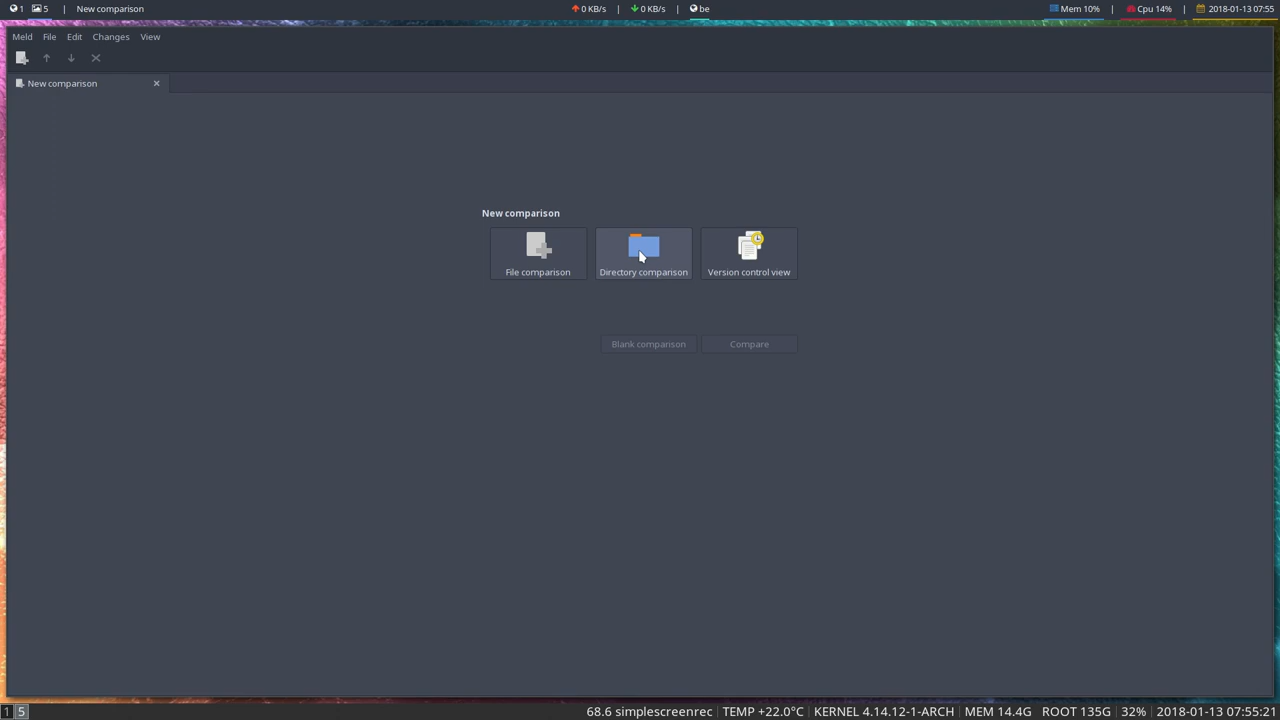 1 5 | New comparison 0 KB/s | 0 KB/s | be Mem 10% | Cpu 14% | 2018-01-13 07:55
Meld File Edit Changes View
New comparison
New comparison
File comparison Directory comparison Version control view
Blank comparison Compare
1 5 68.6 simplescreenrec TEMP +22.0°C KERNEL 4.14.12-1-ARCH MEM 14.4G ROOT 135G 32% 2018-01-13 07:55:21